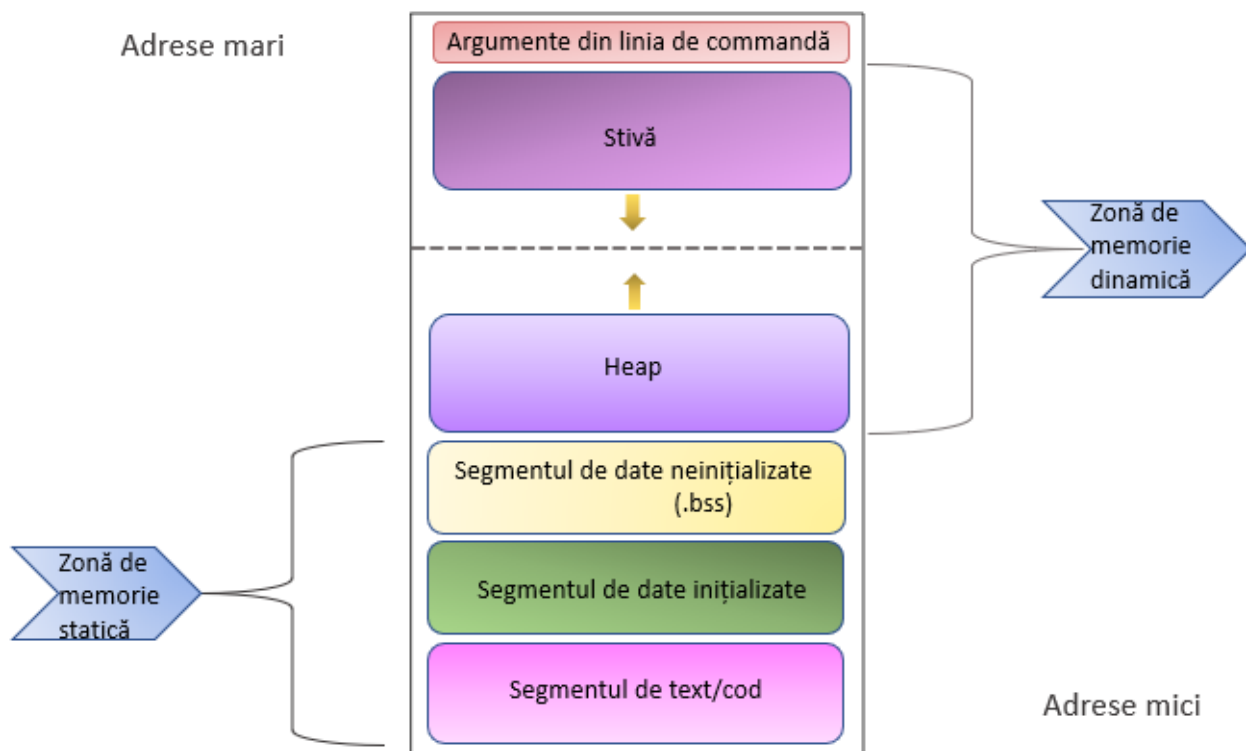 Adrese mari
Argumente din linia de commandă
Stivă
Zonă de
memorie
dinamică
Heap
Segmentul de date neinițializate
(.bss)
Zonă de
memorie
statică
Segmentul de date inițializate
Segmentul de text/cod
Adrese mici